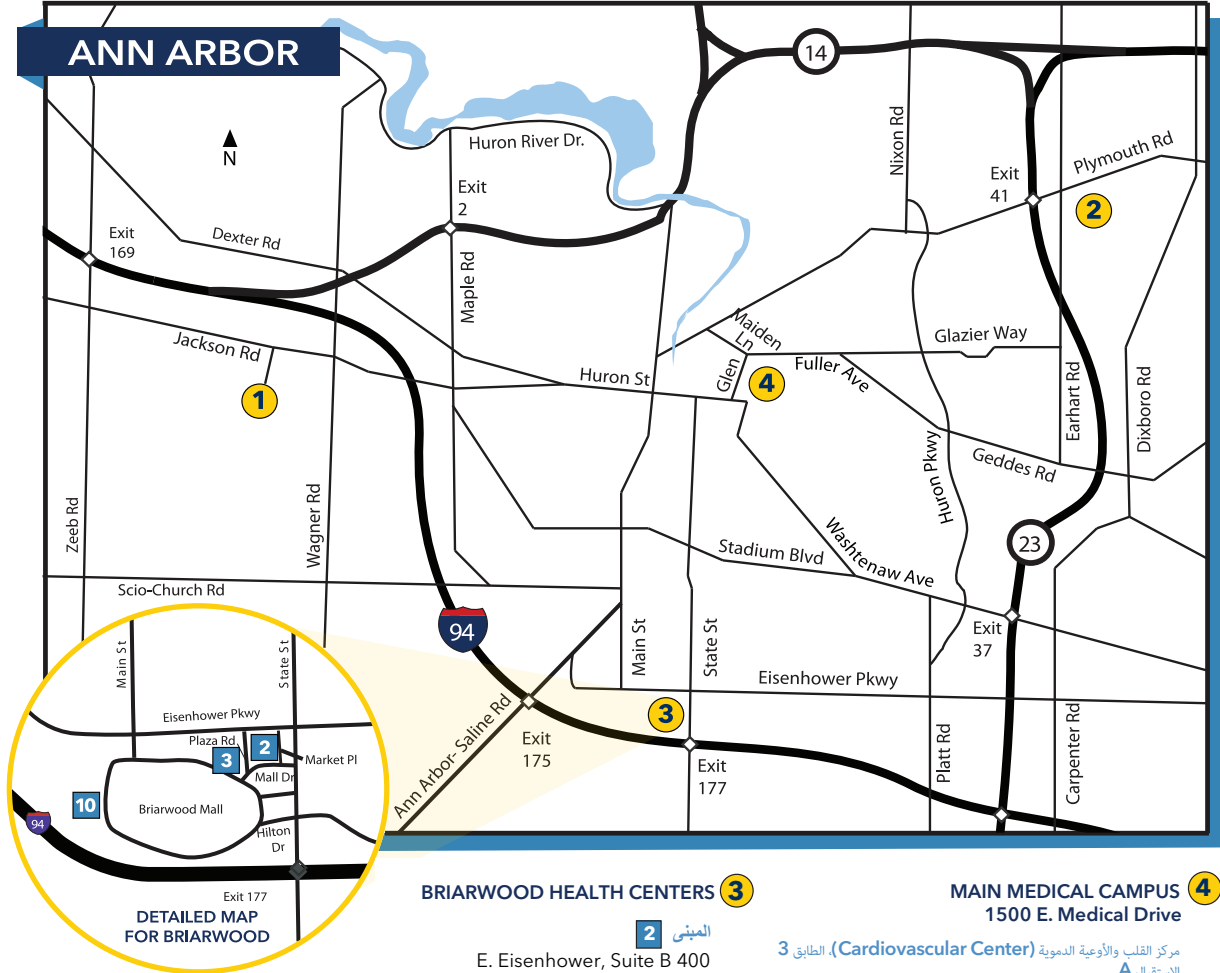 ANN ARBOR
N
14
Huron River Dr.
Nixon Rd
Plymouth Rd
Exit
41
2
Exit
2
Exit
169
Dexter Rd
Maple Rd
Jackson Rd
1
Huron St
Maiden
Ln
Glen
4
Fuller Ave
Glazier Way
Earhart Rd
Dixboro Rd
Geddes Rd
Huron Pkwy
Zeeb Rd
Wagner Rd
Stadium Blvd
Washtenaw Ave
23
Scio-Church Rd
94
Main St
State St
Exit
37
Eisenhower Pkwy
Ann Arbor- Saline Rd
3
Exit
175
Exit
177
Platt Rd
Carpenter Rd
Main St
State St
Eisenhower Pkwy
Plaza Rd
2
3
Market Pl
Mall Dr
10
Briarwood Mall
94
Hilton
Dr
Exit 177
DETAILED MAP
FOR BRIARWOOD
BRIARWOOD HEALTH CENTERS 3
المبنى 2
E. Eisenhower, Suite B 400
MAIN MEDICAL CAMPUS 4
1500 E. Medical Drive
مركز القلب والأوعية الدموية (Cardiovascular Center)، الطابق 3
A